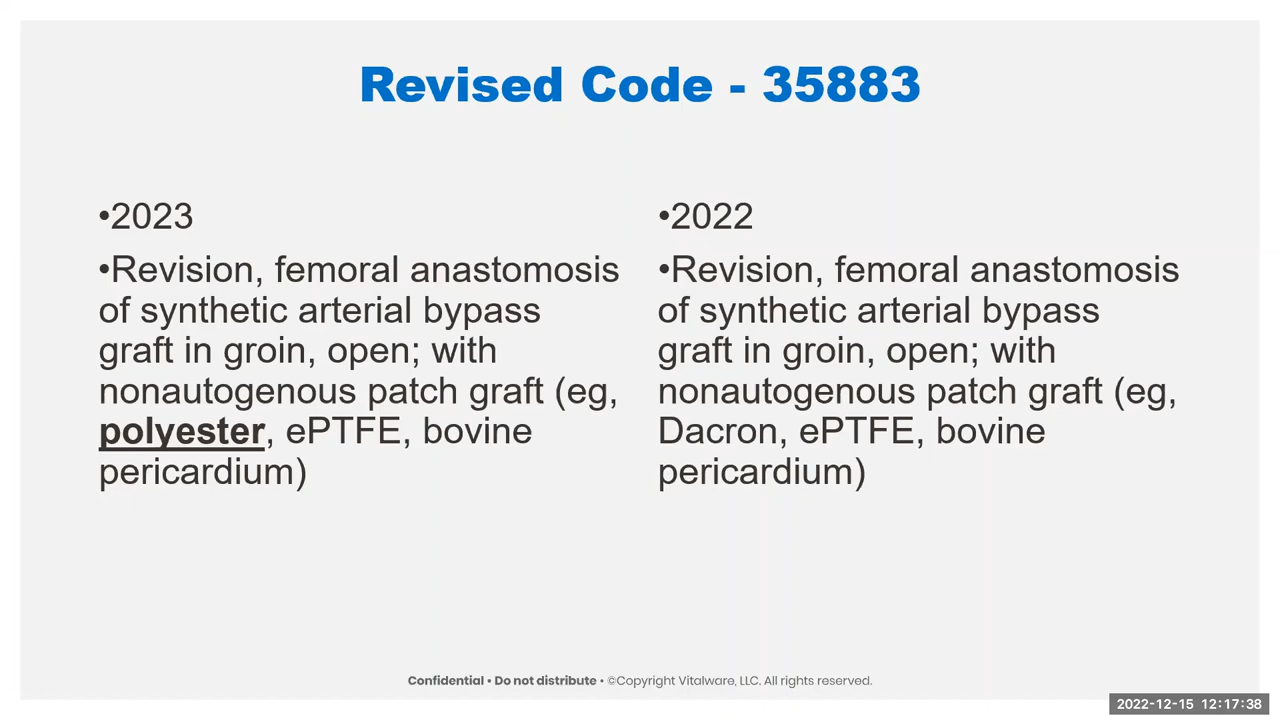 Revised Code - 35883
•2023
•Revision, femoral anastomosis
of synthetic arterial bypass
graft in groin, open; with
nonautogenous patch graft (eg,
polyester, ePTFE, bovine
pericardium)
•2022
•Revision, femoral anastomosis
of synthetic arterial bypass
graft in groin, open; with
nonautogenous patch graft (eg,
Dacron, ePTFE, bovine
pericardium)
Confidential • Do not distribute • ©Copyright Vitalware, LLC. All rights reserved.
2022-12-15 12:17:38